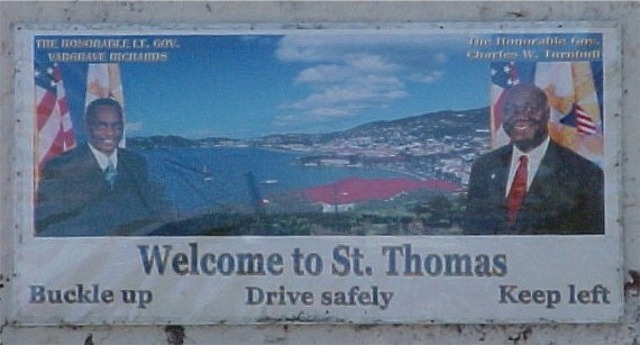 THE HONORABLE LT. GOV.
VARGRAVE RICHARDS
The Honorable Gov.
Charles W. Turnbull
Welcome to St. Thomas
Buckle up Drive safely Keep left